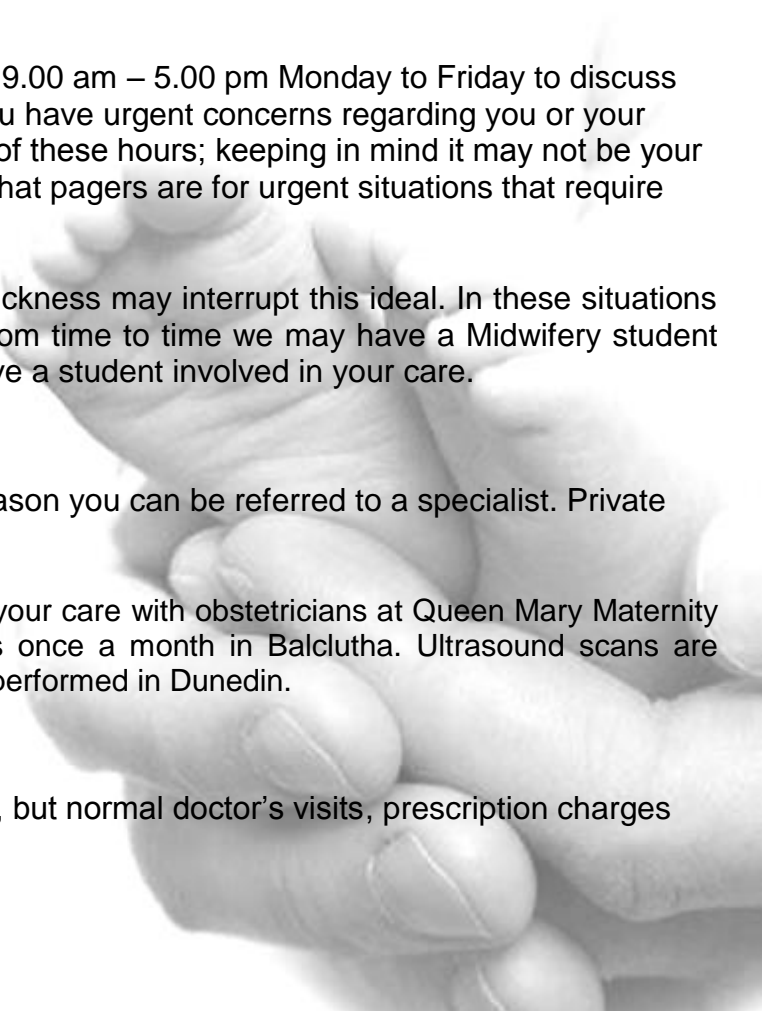 9.00 am – 5.00 pm Monday to Friday to discuss
u have urgent concerns regarding you or your
of these hours; keeping in mind it may not be your
hat pagers are for urgent situations that require
ickness may interrupt this ideal. In these situations
om time to time we may have a Midwifery student
ve a student involved in your care.
ason you can be referred to a specialist. Private
your care with obstetricians at Queen Mary Maternity
s once a month in Balclutha. Ultrasound scans are
performed in Dunedin.
, but normal doctor's visits, prescription charges